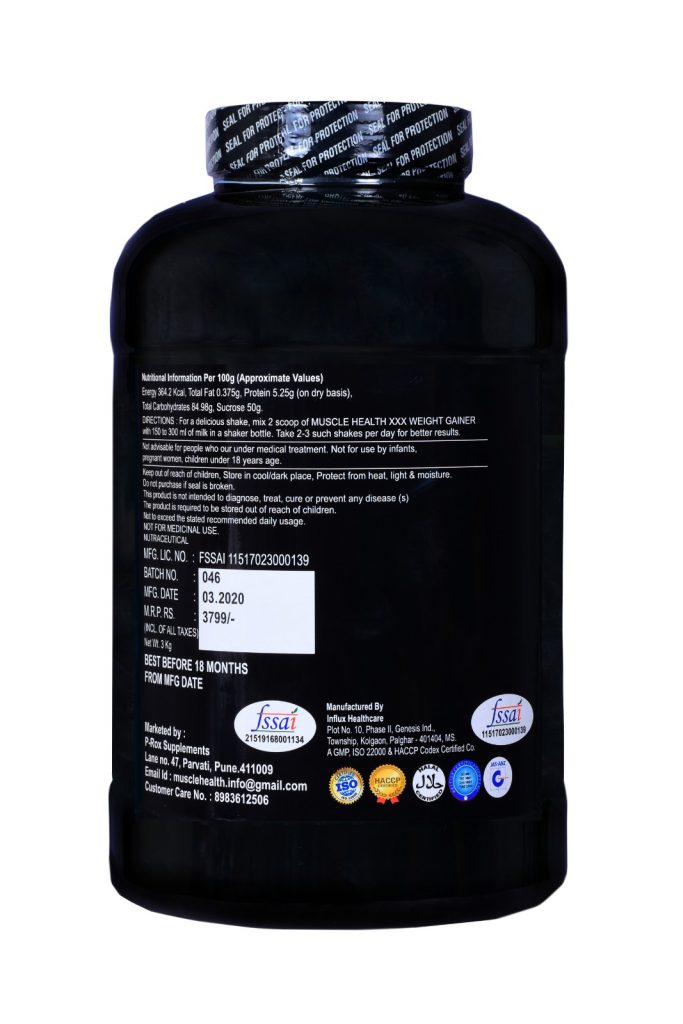 SEAL FOR PROTECTION
Nutritional Information Per 100g (Approximate Values)
Energy 364.2 Kcal, Total Fat 0.375g, Protein 5.25g (on dry basis),
Total Carbohydrates 84.98g, Sucrose 50g.
DIRECTIONS : For a delicious shake, mix 2 scoop of MUSCLE HEALTH XXX WEIGHT GAINER
with 150 to 300 ml of milk in a shaker bottle. Take 2-3 such shakes per day for better results.
Not advisable for people who our under medical treatment. Not for use by infants,
pregnant women, children under 18 years age.
Keep out of reach of children, Store in cool/dark place, Protect from heat, light & moisture.
Do not purchase if seal is broken.
This product is not intended to diagnose, treat, cure or prevent any disease (s)
The product is required to be stored out of reach of children.
Not to exceed the stated recommended daily usage.
NOT FOR MEDICINAL USE.
NUTRACEUTICAL
MFG. LIC. NO. : FSSAI 11517023000139
BATCH NO. : 046
MFG. DATE : 03.2020
M.R.P. RS. : 3799/-
(INCL. OF ALL TAXES)
Net Wt. 3 Kg
BEST BEFORE 18 MONTHS
FROM MFG DATE
fssai
21519168001134
Marketed by :
P-Rox Supplements
Lane no. 47, Parvati, Pune.411009
Email Id : musclehealth.info@gmail.com
Customer Care No. : 8983612506
Manufactured By
Influx Healthcare
Plot No. 10, Phase II, Genesis Ind.,
Township, Kolgaon, Palghar - 401404, MS.
A GMP, ISO 22000 & HACCP Codex Certified Co.
fssai
11517023000139
ISO
HACCP
CERTIFIED
HALAL
حلال
CERTIFIED
JAS-ANZ